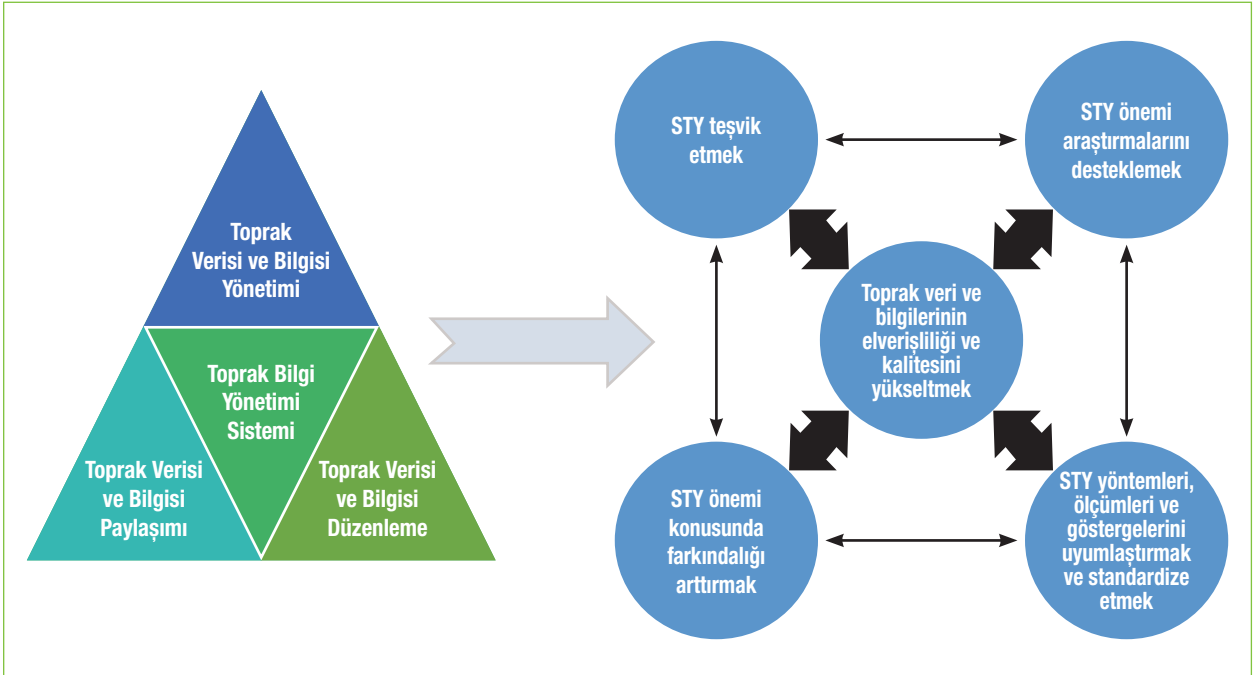 Toprak
Verisi ve Bilgisi
Yönetimi
Toprak Bilgi
Yönetimi
Sistemi
Toprak Verisi
ve Bilgisi
Paylaşımı
Toprak Verisi
ve Bilgisi
Düzenleme
STY teşvik
etmek
STY önemi
araştırmalarını
desteklemek
Toprak veri ve
bilgilerinin
elverişliliği ve
kalitesini
yükseltmek
STY önemi
konusunda
farkındalığı
arttırmak
STY yöntemleri,
ölçümleri ve
göstergelerini
uyumlaştırmak
ve standardize
etmek